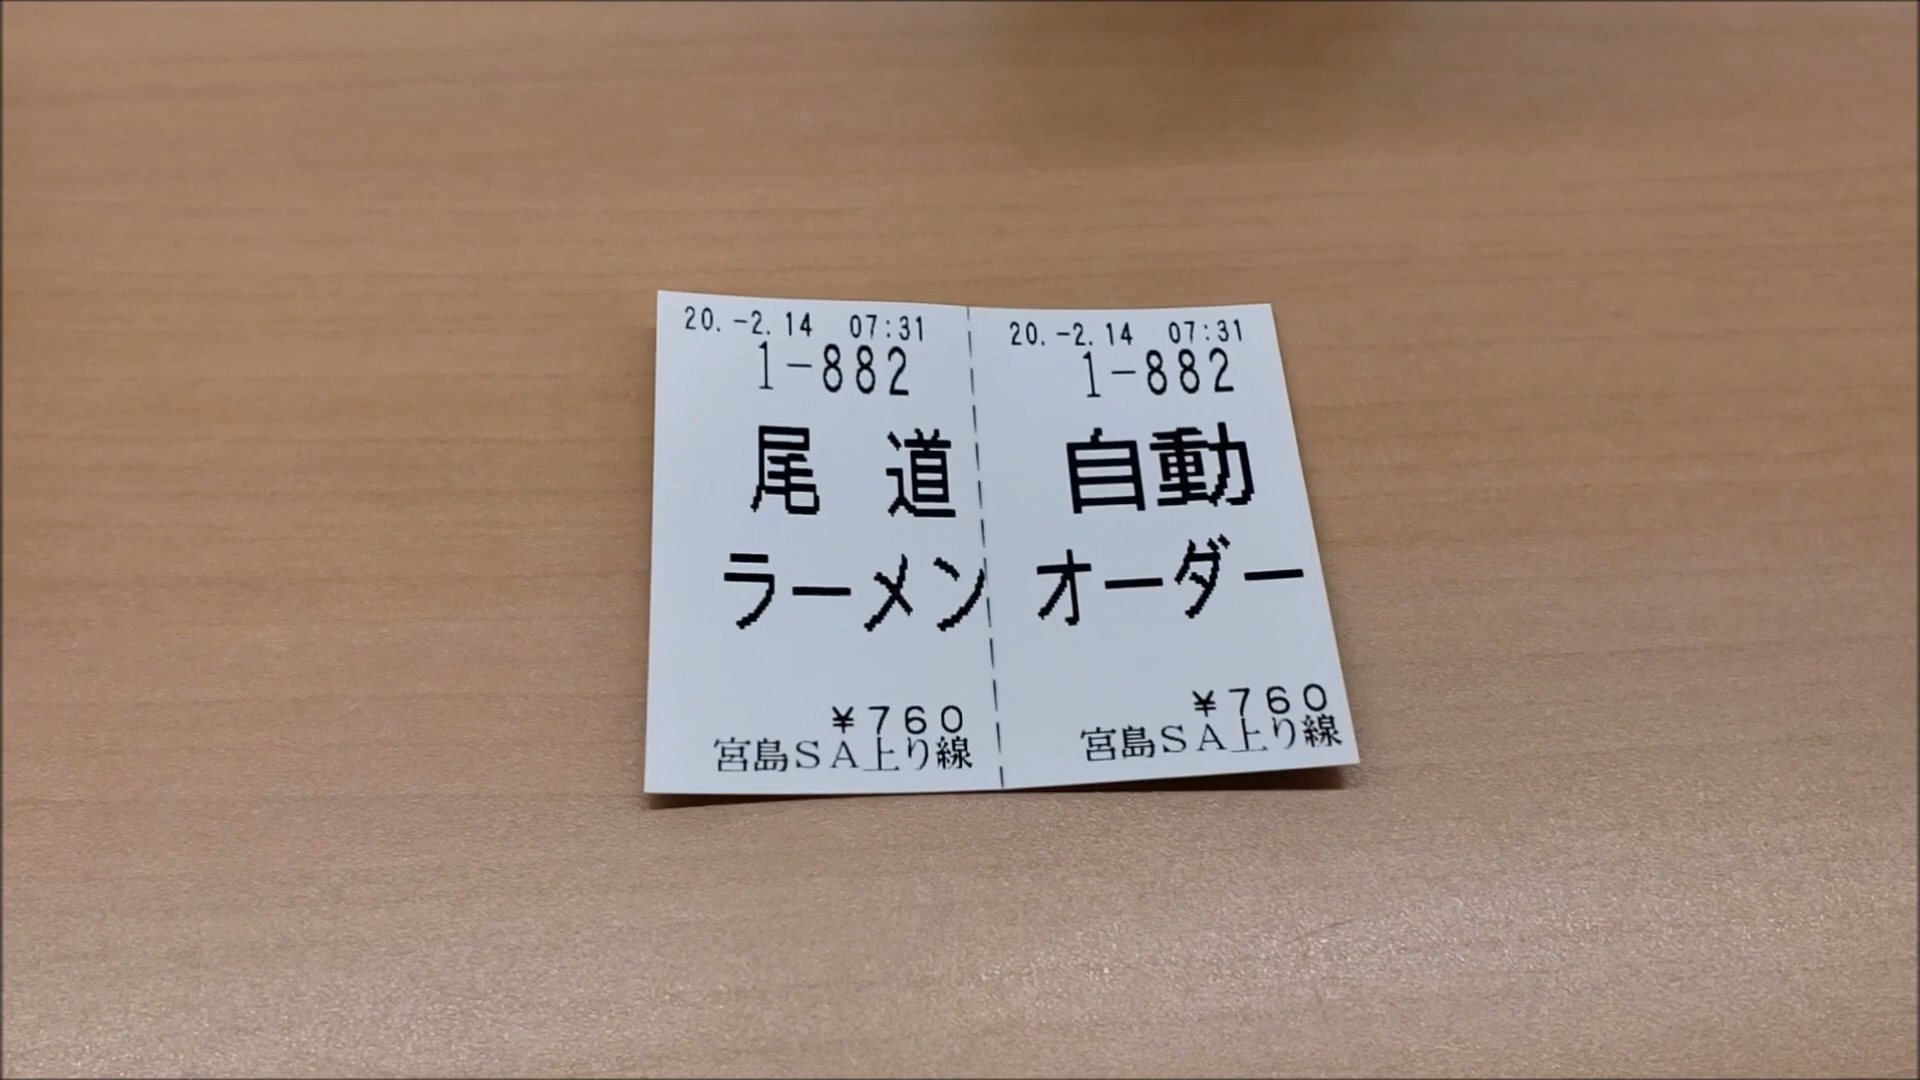 20.-2.14 07:31
1-882
尾道
ラーメン
¥760
宮島SA上り線
20.-2.14 07:31
1-882
自動
オーダー
¥760
宮島SA上り線